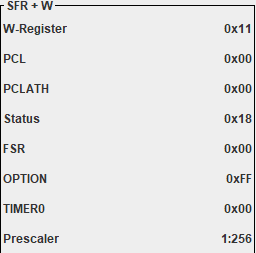 SFR + W
W-Register 0x11
PCL 0x00
PCLATH 0x00
Status 0x18
FSR 0x00
OPTION 0xFF
TIMER0 0x00
Prescaler 1:256